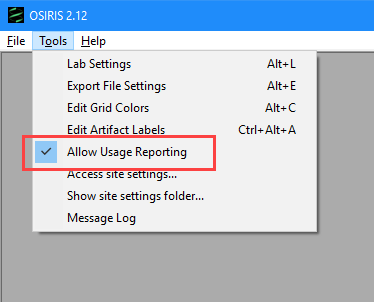 OSIRIS 2.12
File Tools Help
Lab Settings Alt+L
Export File Settings Alt+E
Edit Grid Colors Alt+C
Edit Artifact Labels Ctrl+Alt+A
Allow Usage Reporting
Access site settings...
Show site settings folder...
Message Log